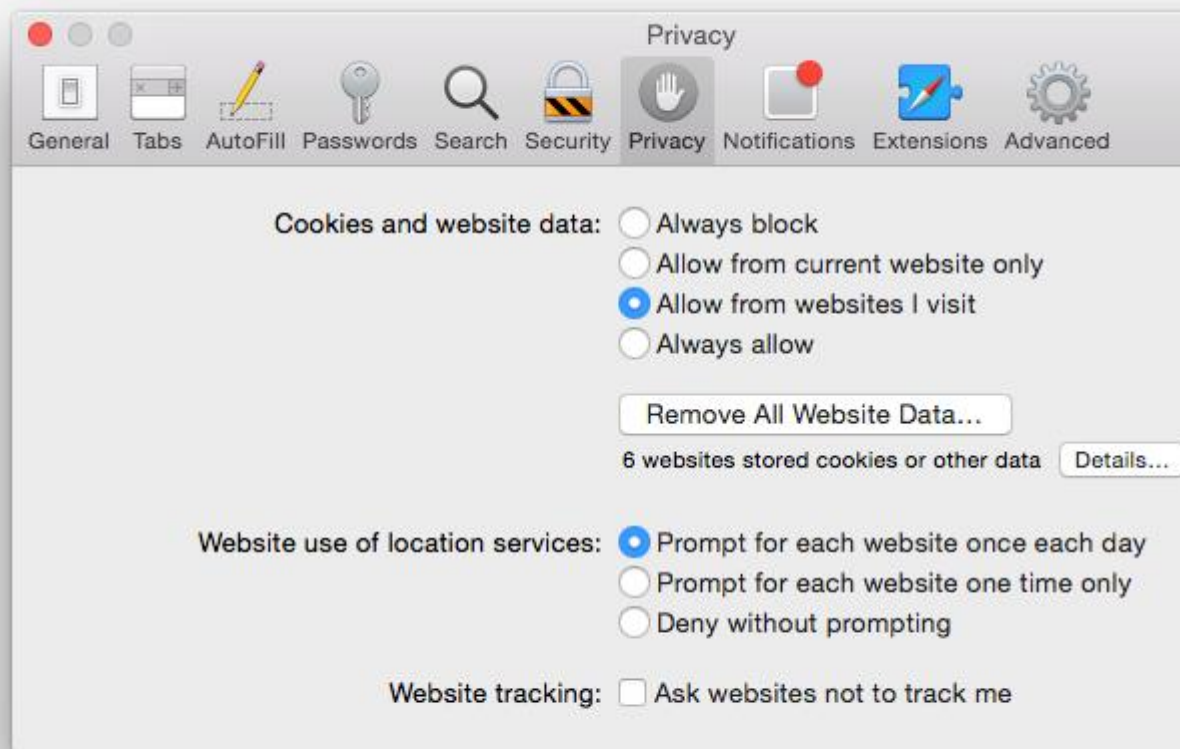 Privacy
General Tabs AutoFill Passwords Search Security Privacy Notifications Extensions Advanced
Cookies and website data: Always block
Allow from current website only
Allow from websites I visit
Always allow
Remove All Website Data...
6 websites stored cookies or other data Details...
Website use of location services: Prompt for each website once each day
Prompt for each website one time only
Deny without prompting
Website tracking: Ask websites not to track me